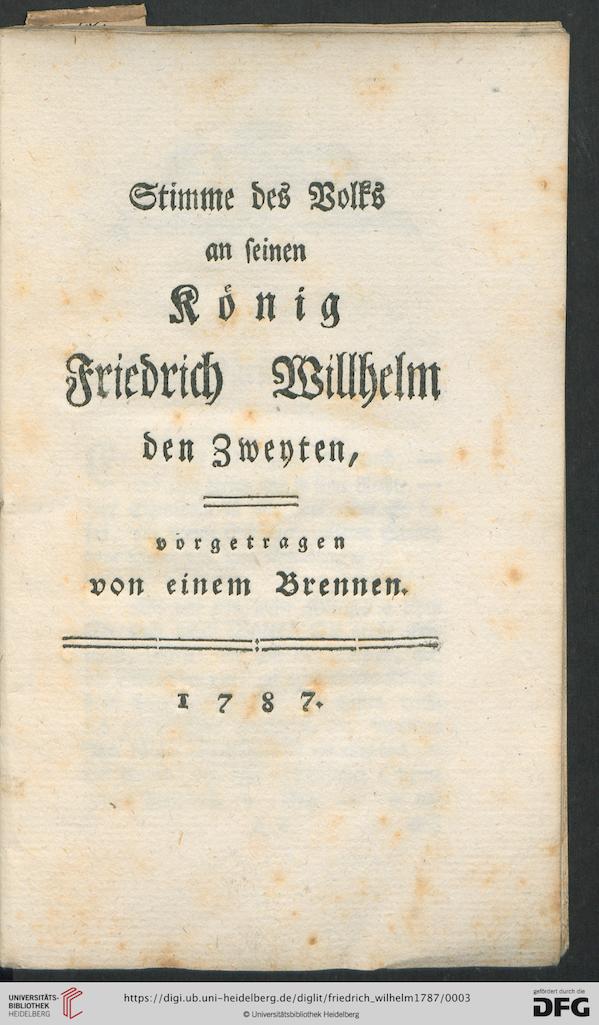 Stimme des Volks
an seinen
König
Friedrich Willhelm
den Zweyten,
vorgetragen
von einem Brennen.
1787.
UNIVERSITÄTS-
BIBLIOTHEK
HEIDELBERG
https://digi.ub.uni-heidelberg.de/diglit/friedrich_wilhelm1787/0003
© Universitätsbibliothek Heidelberg
gefördert durch die
DFG